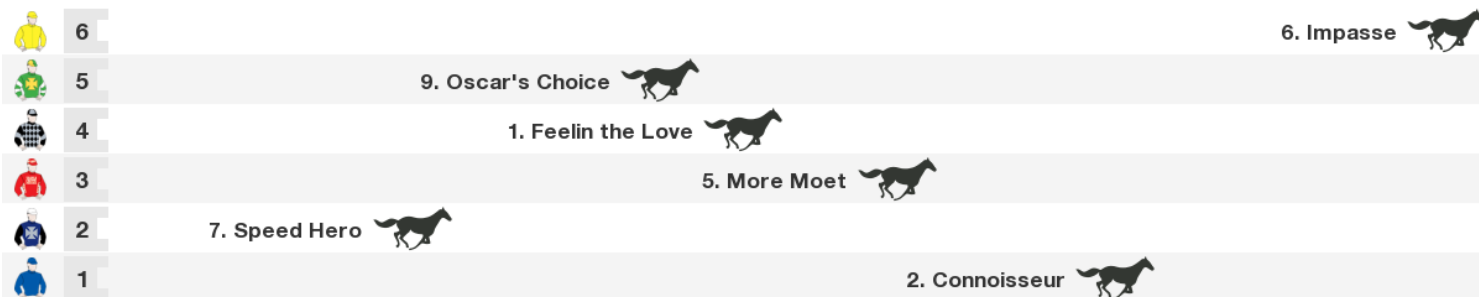 6 6. Impasse
5 9. Oscar's Choice
4 1. Feelin the Love
3 5. More Moet
2 7. Speed Hero
1 2. Connoisseur